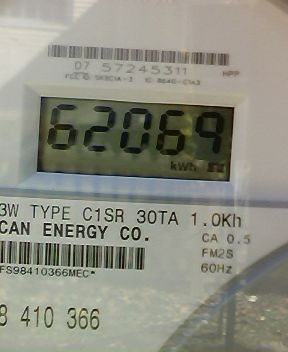 07 57245311 HPP
62069
kWh
3W TYPE C1SR 30TA 1.0Kh
CAN ENERGY CO.
CA 0.5
FM2S
FS98410366MEC*
60Hz
8 410 366